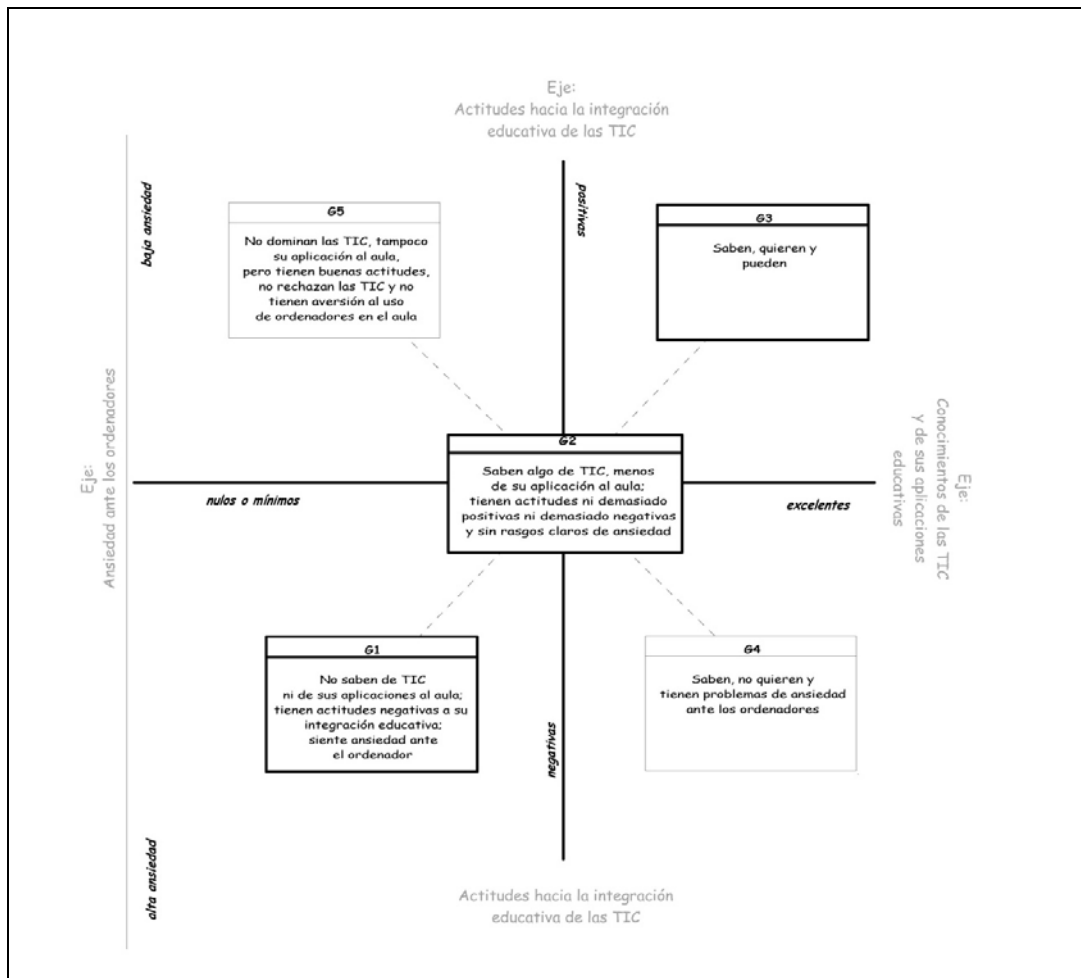 Eje:
Actitudes hacia la integración
educativa de las TIC
baja ansiedad
positivas
G5
No dominan las TIC, tampoco
su aplicación al aula,
pero tienen buenas actitudes,
no rechazan las TIC y no
tienen aversión al uso
de ordenadores en el aula
G3
Saben, quieren y
pueden
Eje:
Ansiedad ante los ordenadores
G2
Saben algo de TIC, menos
de su aplicación al aula;
tienen actitudes ni demasiado
positivas ni demasiado negativas
y sin rasgos claros de ansiedad
nulos o mínimos
excelentes
Eje:
Conocimientos de las TIC
y de sus aplicaciones
educativas
G1
No saben de TIC
ni de sus aplicaciones al aula;
tienen actitudes negativas a su
integración educativa;
siente ansiedad ante
el ordenador
G4
Saben, no quieren y
tienen problemas de ansiedad
ante los ordenadores
negativas
alta ansiedad
Actitudes hacia la integración
educativa de las TIC